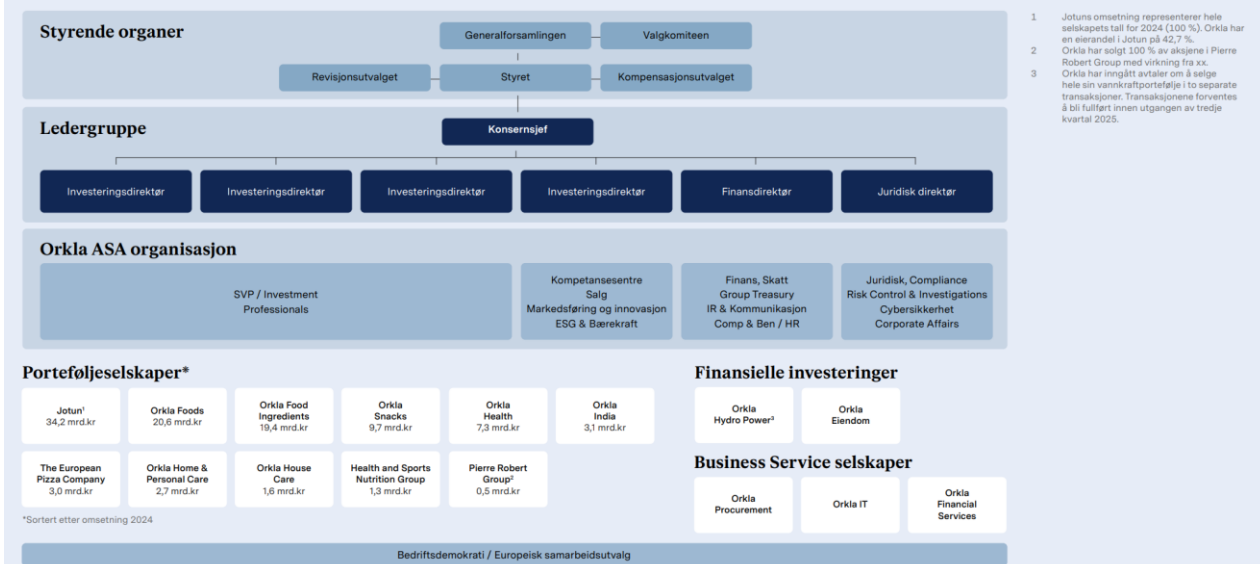 Styrende organer
Generalforsamlingen
Valgkomiteen
Revisjonsutvalget
Styret
Kompensasjonsutvalget
Ledergruppe
Konsernsjef
Investeringsdirektør
Investeringsdirektør
Investeringsdirektør
Investeringsdirektør
Finansdirektør
Juridisk direktør
Orkla ASA organisasjon
SVP / Investment
Professionals
Kompetansesentre
Salg
Markedsføring og innovasjon
ESG & Bærekraft
Finans, Skatt
Group Treasury
IR & Kommunikasjon
Comp & Ben / HR
Juridisk, Compliance
Risk Control & Investigations
Cybersikkerhet
Corporate Affairs
Porteføljeselskaper*
Jotun¹
34,2 mrd.kr
Orkla Foods
20,6 mrd.kr
Orkla Food
Ingredients
19,4 mrd.kr
Orkla
Snacks
9,7 mrd.kr
Orkla
Health
7,3 mrd.kr
Orkla
India
3,1 mrd.kr
The European
Pizza Company
3,0 mrd.kr
Orkla Home &
Personal Care
2,7 mrd.kr
Orkla House
Care
1,6 mrd.kr
Health and Sports
Nutrition Group
1,3 mrd.kr
Pierre Robert
Group²
0,5 mrd.kr
*Sortert etter omsetning 2024
Finansielle investeringer
Orkla
Hydro Power³
Orkla
Eiendom
Business Service selskaper
Orkla
Procurement
Orkla IT
Orkla
Financial
Services
Bedriftsdemokrati / Europeisk samarbeidsutvalg
1 Jotuns omsetning representerer hele
selskapets tall for 2024 (100 %). Orkla har
en eierandel i Jotun på 42,7 %.
2 Orkla har solgt 100 % av aksjene i Pierre
Robert Group med virkning fra xx.
3 Orkla har inngått avtaler om å selge
hele sin vannkraftportefølje i to separate
transaksjoner. Transaksjonene forventes
å bli fullført innen utgangen av tredje
kvartal 2025.